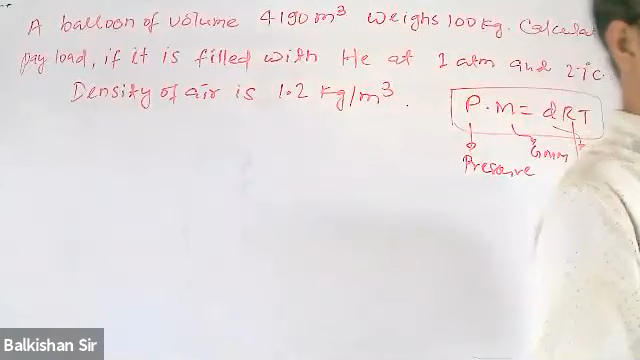 A balloon of volume 4190 m³ weighs 100 kg. Calculat
pay load, if it is filled with He at 1 atm and 27°C.
Density of air is 1.2 kg/m³.
P.M = dRT
Pressure
Balkishan Sir